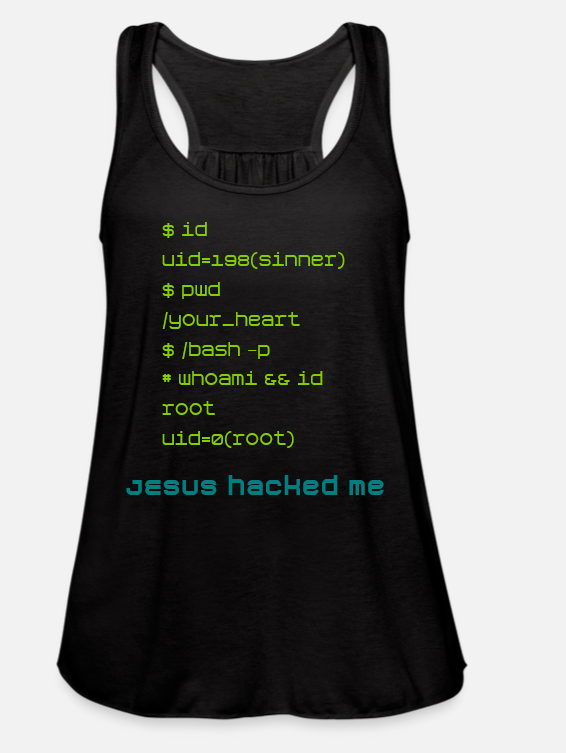 $ id
uid=198(sinner)
$ pwd
/your_heart
$ /bash -p
# whoami && id
root
uid=0(root)
Jesus hacked me